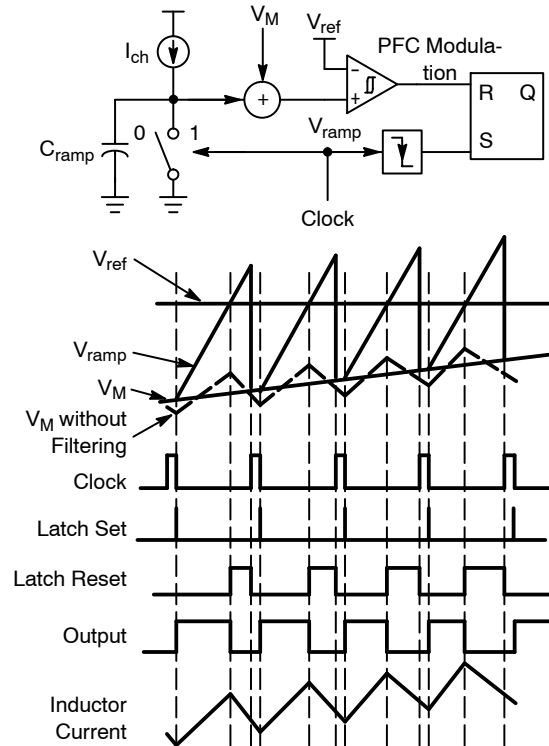 V_M
V_ref
PFC Modula-
tion
I_ch
R Q
S
0 1
C_ramp
V_ramp
Clock
V_ref
V_ramp
V_M
V_M without
Filtering
Clock
Latch Set
Latch Reset
Output
Inductor
Current